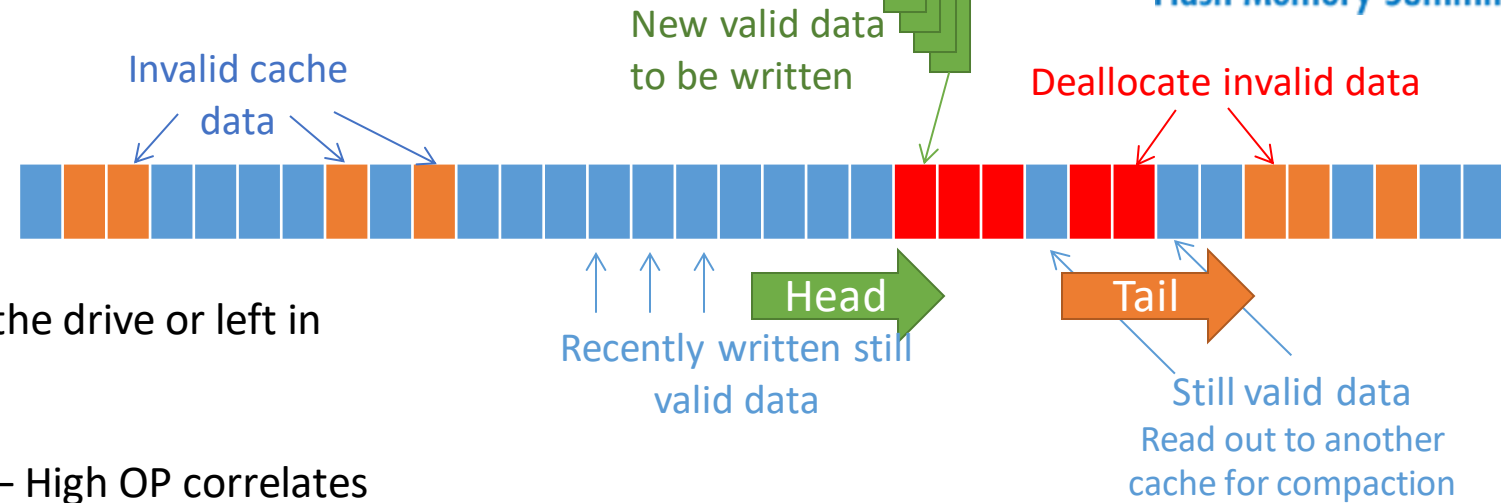 New valid data
to be written
Invalid cache
data
Deallocate invalid data
Head
Tail
the drive or left in
Recently written still
valid data
Still valid data
Read out to another
cache for compaction
– High OP correlates